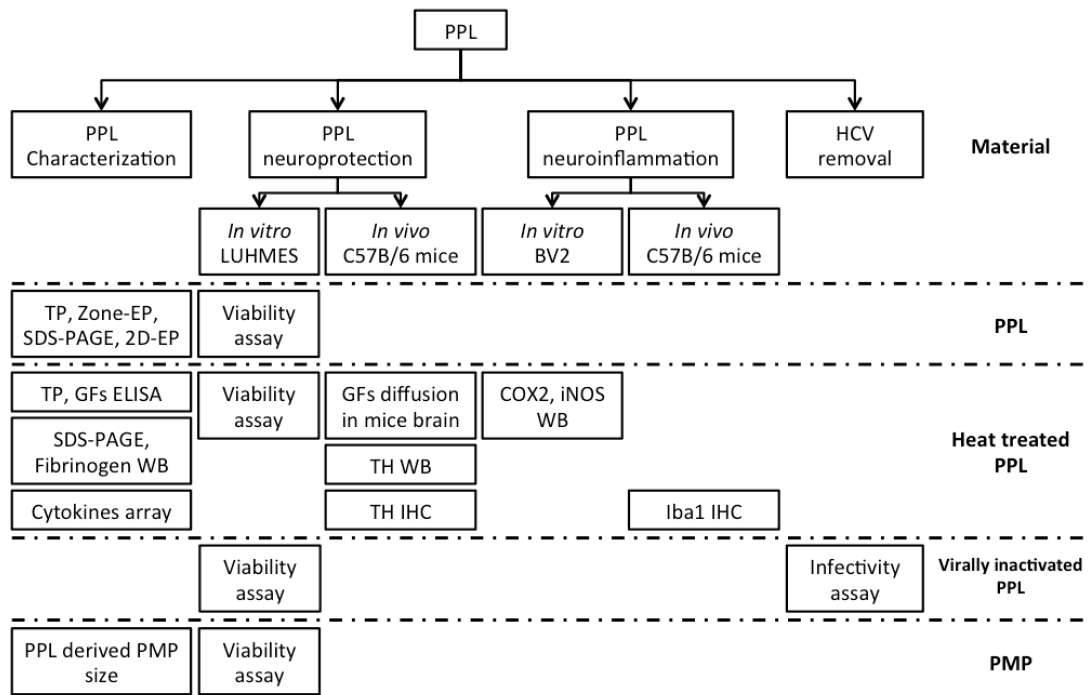 PPL
PPL
Characterization
PPL
neuroprotection
PPL
neuroinflammation
HCV
removal
Material
In vitro
LUHMES
In vivo
C57B/6 mice
In vitro
BV2
In vivo
C57B/6 mice
TP, Zone-EP,
SDS-PAGE, 2D-EP
Viability
assay
PPL
TP, GFs ELISA
Viability
assay
GFs diffusion
in mice brain
COX2, iNOS
WB
SDS-PAGE,
Fibrinogen WB
TH WB
Heat treated
PPL
Cytokines array
TH IHC
Iba1 IHC
Viability
assay
Infectivity
assay
Virally inactivated
PPL
PPL derived PMP
size
Viability
assay
PMP